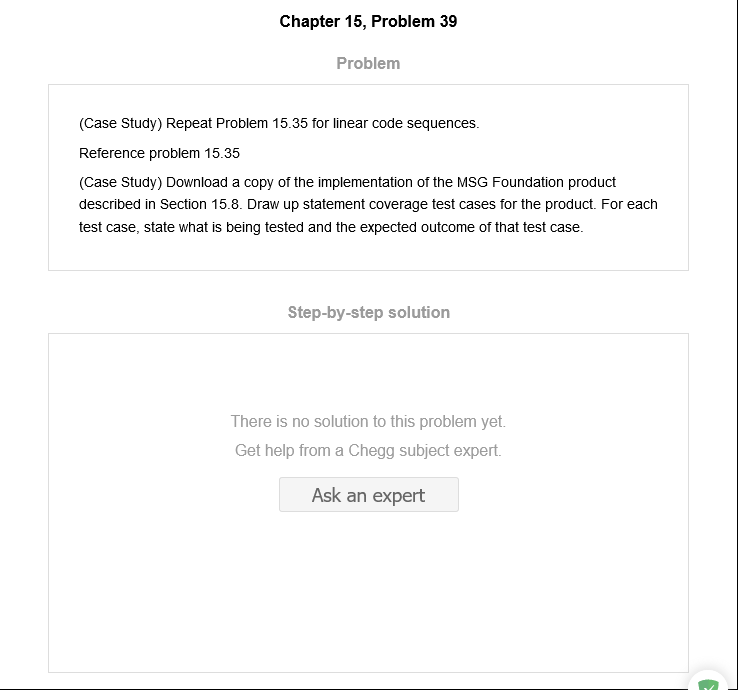 Chapter 15, Problem 39
Problem
(Case Study) Repeat Problem 15.35 for linear code sequences.
Reference problem 15.35
(Case Study) Download a copy of the implementation of the MSG Foundation product
described in Section 15.8. Draw up statement coverage test cases for the product. For each
test case, state what is being tested and the expected outcome of that test case.
Step-by-step solution
There is no solution to this problem yet.
Get help from a Chegg subject expert.
Ask an expert